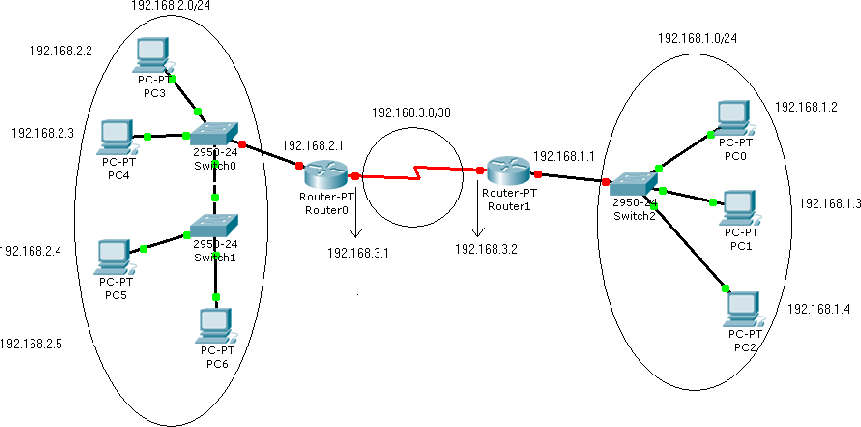 192.168.2.0/24
192.168.2.2
PC-PT
PC3
192.168.2.3
PC-PT
PC4
2950-24
Switch0
192.168.2.1
Router-PT
Router0
192.168.3.1
2950-24
Switch1
192.168.2.4
PC-PT
PC5
192.168.2.5
PC-PT
PC6
192.160.3.0/30
Router-PT
Router1
192.168.3.2
192.168.1.1
192.168.1.0/24
2950-24
Switch2
192.168.1.2
PC-PT
PC0
192.168.1.3
PC-PT
PC1
192.168.1.4
PC-PT
PC2